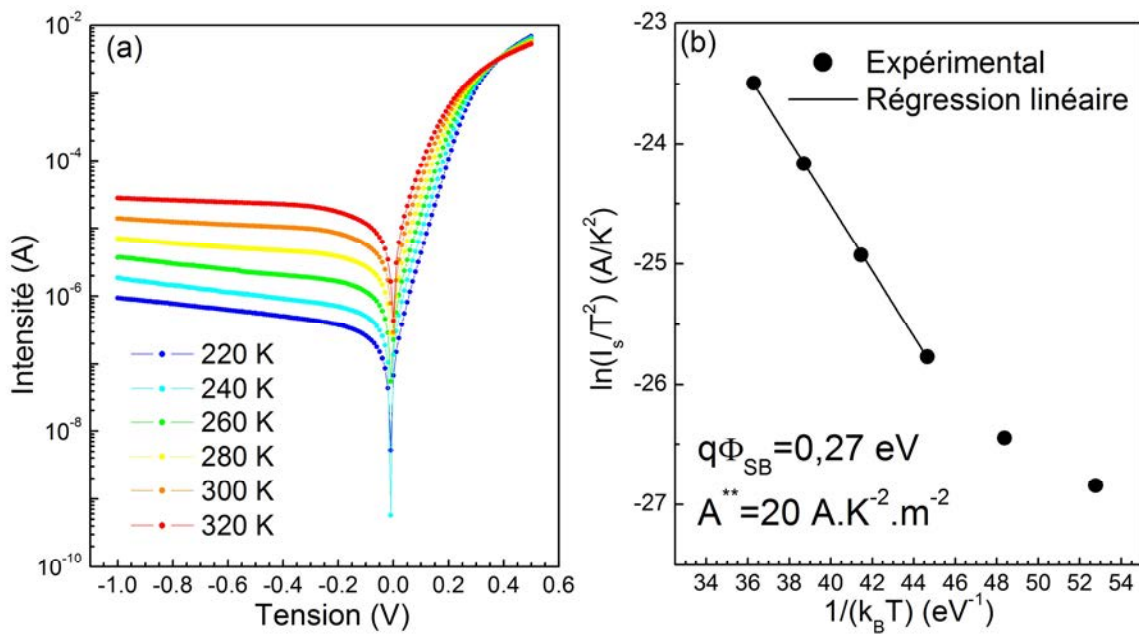 (a)
Intensité (A)
10⁻²
10⁻⁴
10⁻⁶
10⁻⁸
10⁻¹⁰
220 K
240 K
260 K
280 K
300 K
320 K
-1.0 -0.8 -0.6 -0.4 -0.2 0.0 0.2 0.4 0.6
Tension (V)
(b)
ln(Iₛ/T²) (A/K²)
-23
-24
-25
-26
-27
Expérimental
Régression linéaire
qΦ_SB=0,27 eV
A**=20 A.K⁻².m⁻²
34 36 38 40 42 44 46 48 50 52 54
1/(k_BT) (eV⁻¹)